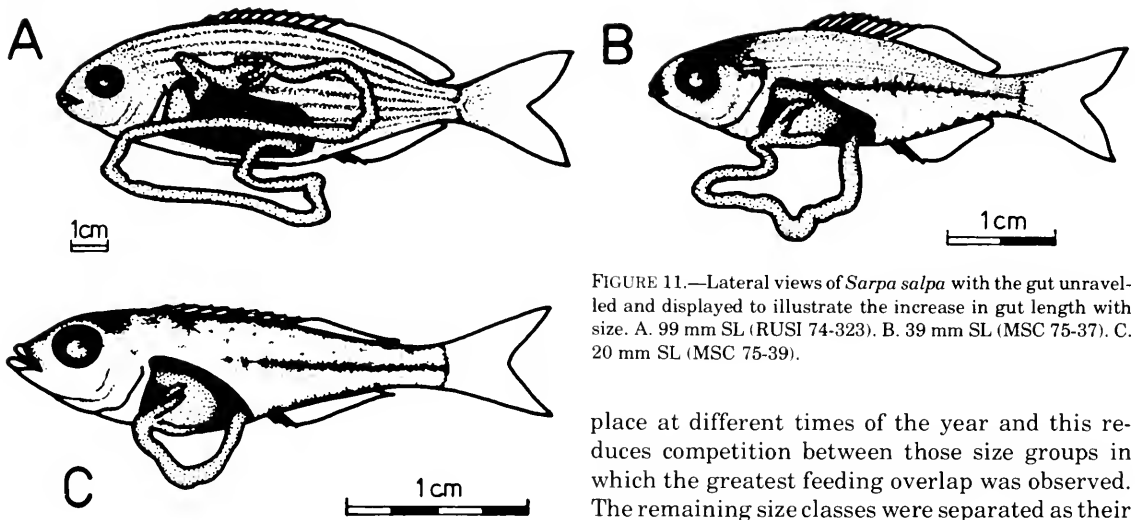 A
B
1cm
1 cm
FIGURE 11.—Lateral views of Sarpa salpa with the gut unravel-
led and displayed to illustrate the increase in gut length with
size. A. 99 mm SL (RUSI 74-323). B. 39 mm SL (MSC 75-37). C.
20 mm SL (MSC 75-39).
C
1 cm
place at different times of the year and this re-
duces competition between those size groups in
which the greatest feeding overlap was observed.
The remaining size classes were separated as their